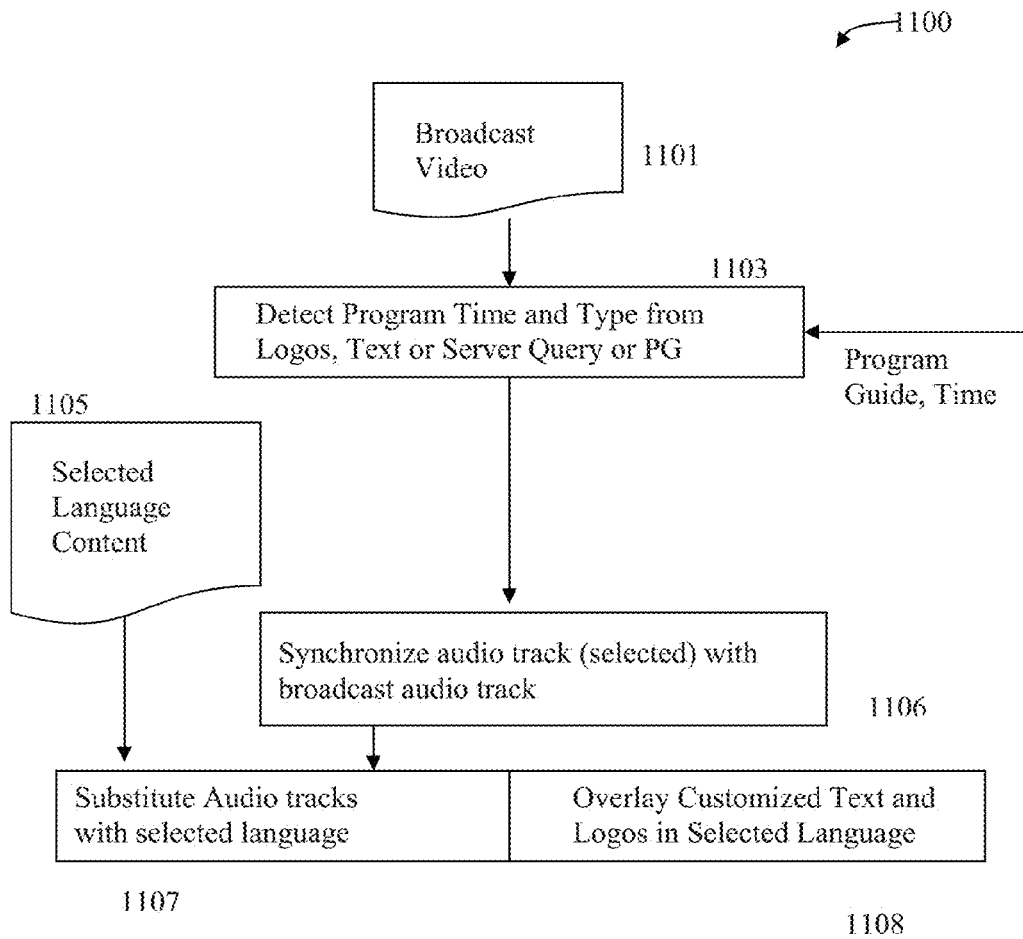 1100
Broadcast
Video
1101
1103
Detect Program Time and Type from
Logos, Text or Server Query or PG
Program
Guide, Time
1105
Selected
Language
Content
Synchronize audio track (selected) with
broadcast audio track
1106
Substitute Audio tracks
with selected language
Overlay Customized Text and
Logos in Selected Language
1107
1108